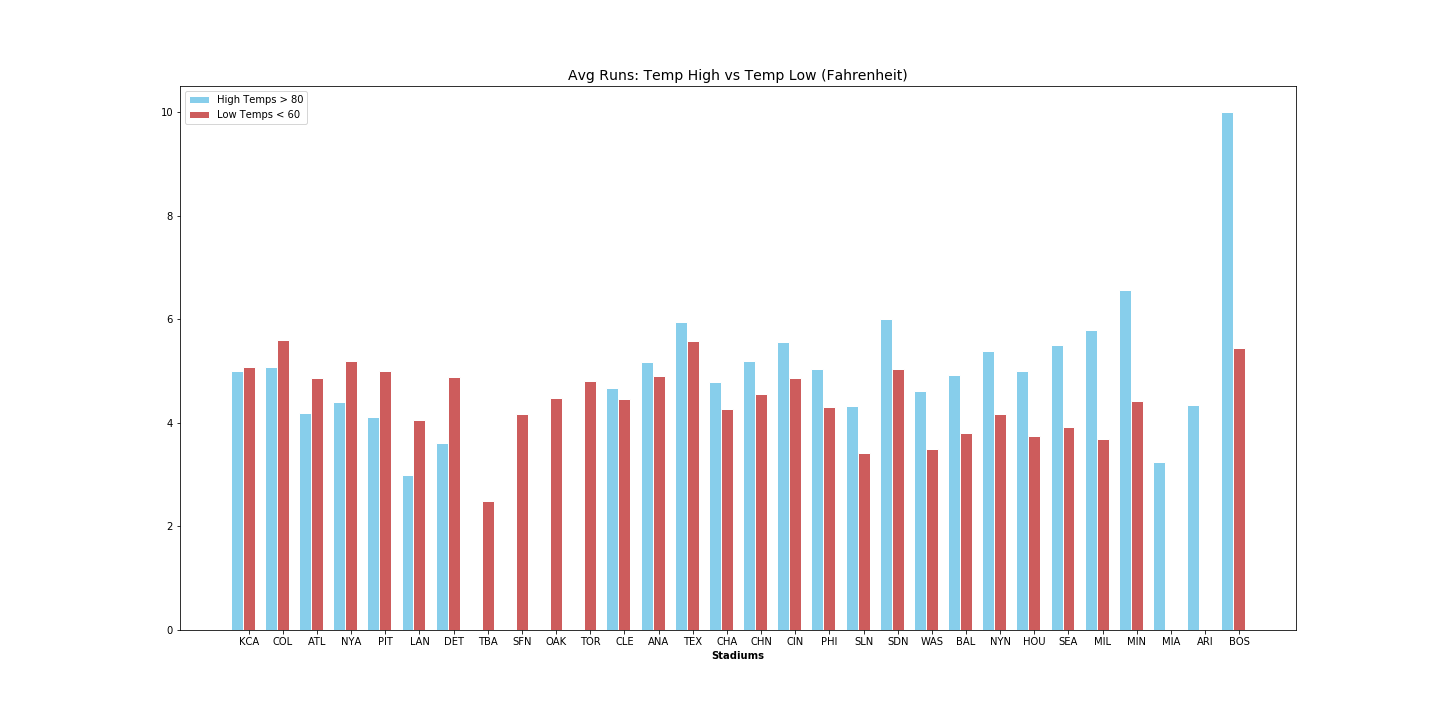 Avg Runs: Temp High vs Temp Low (Fahrenheit)
High Temps > 80
Low Temps < 60
10
8
6
4
2
0
KCA COL ATL NYA PIT LAN DET TBA SFN OAK TOR CLE ANA TEX CHA CHN CIN PHI SLN SDN WAS BAL NYN HOU SEA MIL MIN MIA ARI BOS
Stadiums